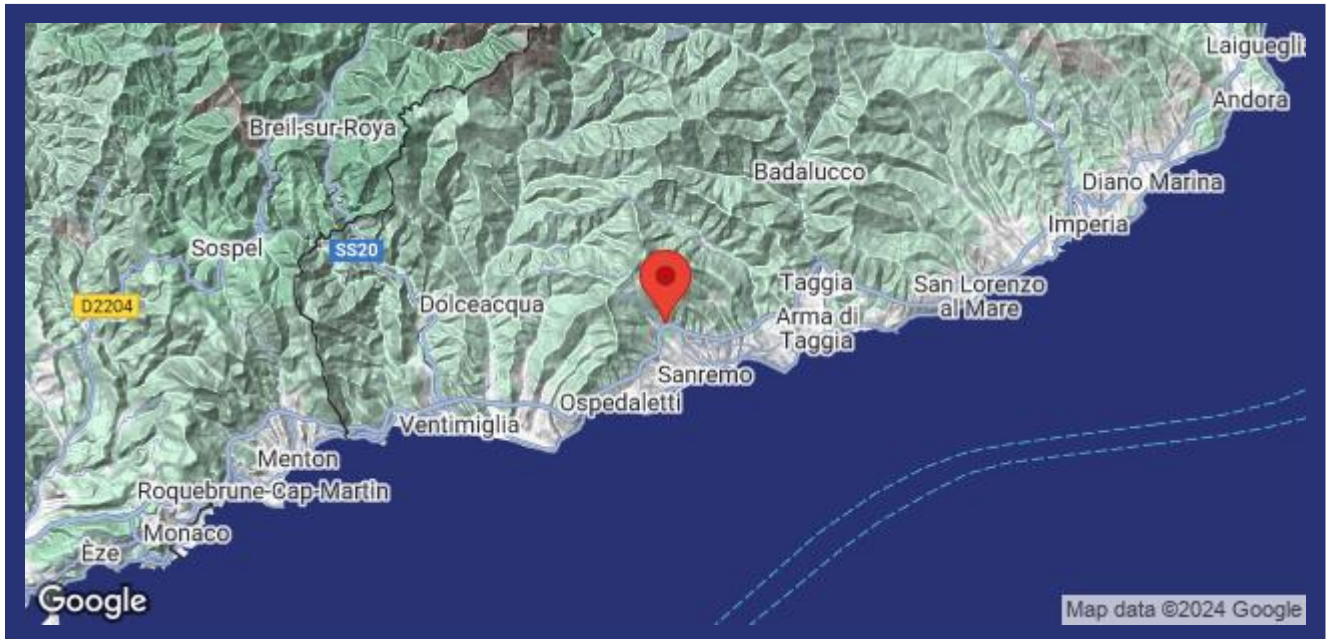 Laiguegli
Andora
Breil-sur-Roya
Badalucco
Diano Marina
Imperia
Sospel
SS20
D2204
Dolceacqua
Taggia
San Lorenzo
al Mare
Arma di
Taggia
Sanremo
Ospedaletti
Ventimiglia
Menton
Roquebrune-Cap-Martin
Monaco
Èze
Google
Map data ©2024 Google